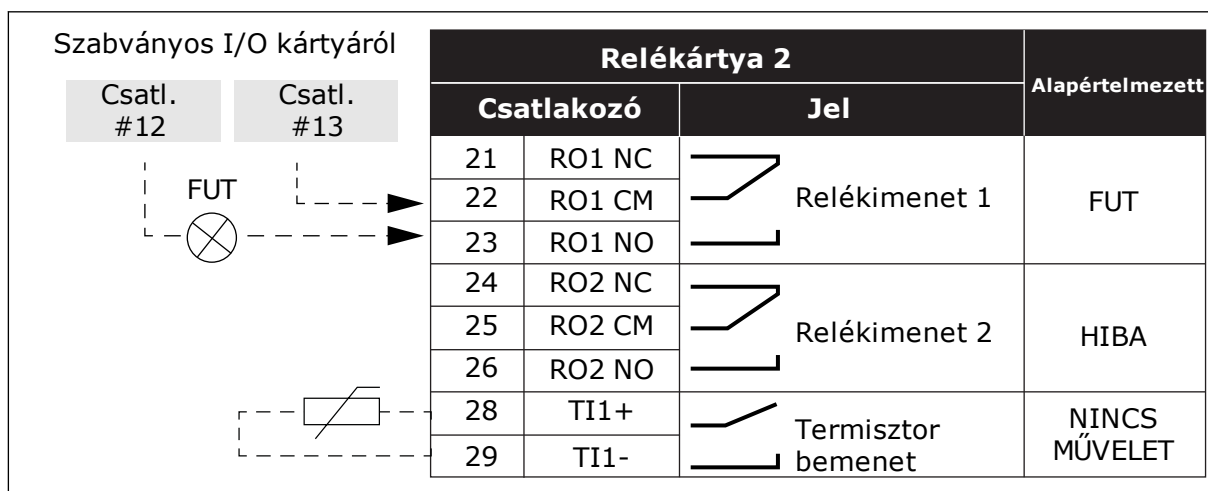 Szabványos I/O kártyáról
Csatl. #12
Csatl. #13
FUT
Relékártya 2
Alapértelmezett
Csatlakozó
Jel
21 RO1 NC
22 RO1 CM
23 RO1 NO
Relékimenet 1
FUT
24 RO2 NC
25 RO2 CM
26 RO2 NO
Relékimenet 2
HIBA
28 TI1+
29 TI1-
Termisztor
bemenet
NINCS
MŰVELET